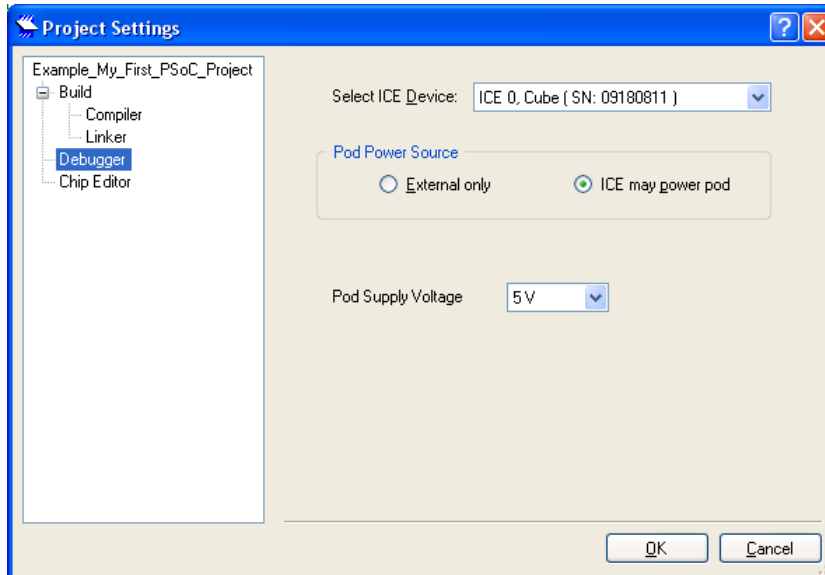 Project Settings
Example_My_First_PSoC_Project
Build
Compiler
Linker
Debugger
Chip Editor
Select ICE Device: ICE 0, Cube ( SN: 09180811 )
Pod Power Source
External only ICE may power pod
Pod Supply Voltage 5 V
OK Cancel